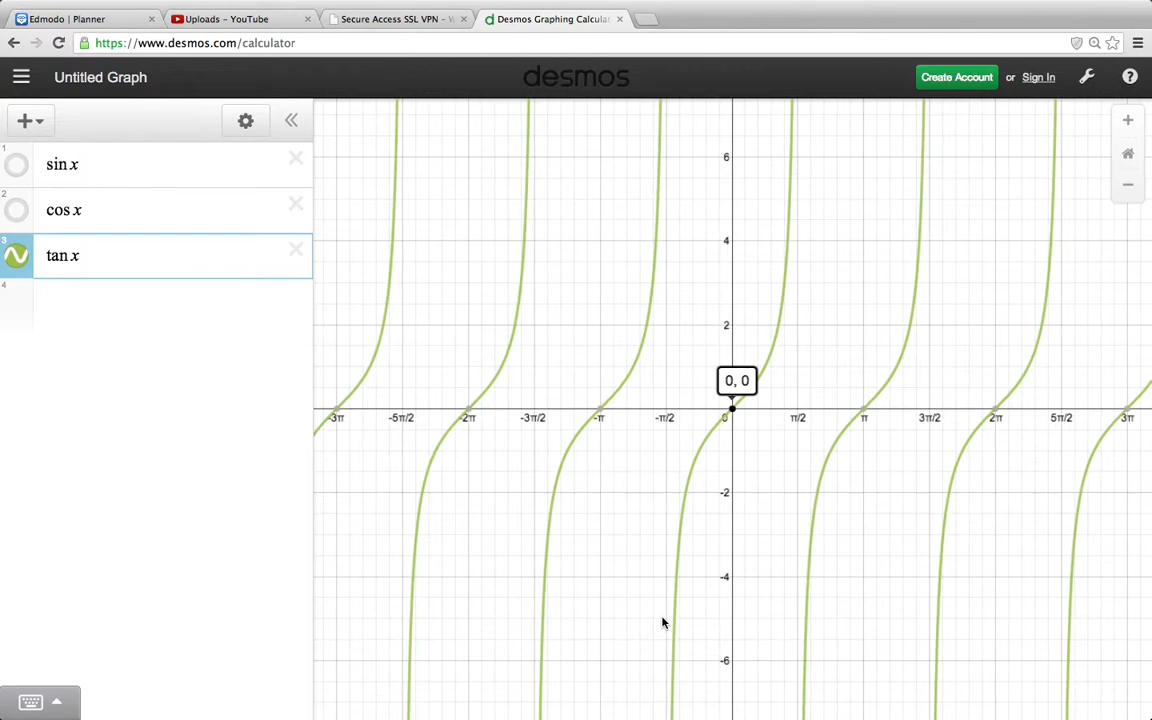 Edmodo | Planner
Uploads - YouTube
Secure Access SSL VPN -
Desmos Graphing Calcula
https://www.desmos.com/calculator
Untitled Graph
desmos
Create Account or Sign In
1
sin x
2
cos x
3
tan x
4
6
4
2
0, 0
-3π -5π/2 -2π -3π/2 -π -π/2 0 π/2 π 3π/2 2π 5π/2 3π
-2
-4
-6